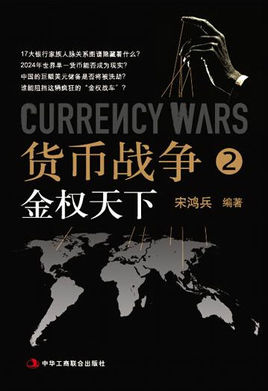 17大银行家族人脉关系图谱隐藏着什么?
2024年世界单一货币能否成为现实?
中国的巨额美元储备是否将被洗劫?
谁能阻挡这辆疯狂的“金权战车”?
CURRENCY WARS
货币战争 2
金权天下
宋鸿兵 编著
中华工商联合出版社